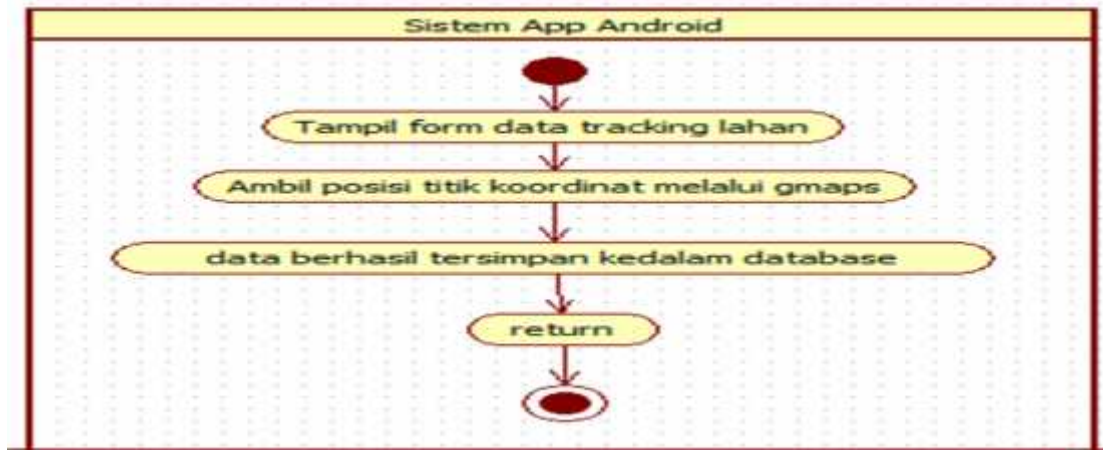 Sistem App Android
Tampil form data tracking lahan
Ambil posisi titik koordinat melalui gmaps
data berhasil tersimpan kedalam database
return